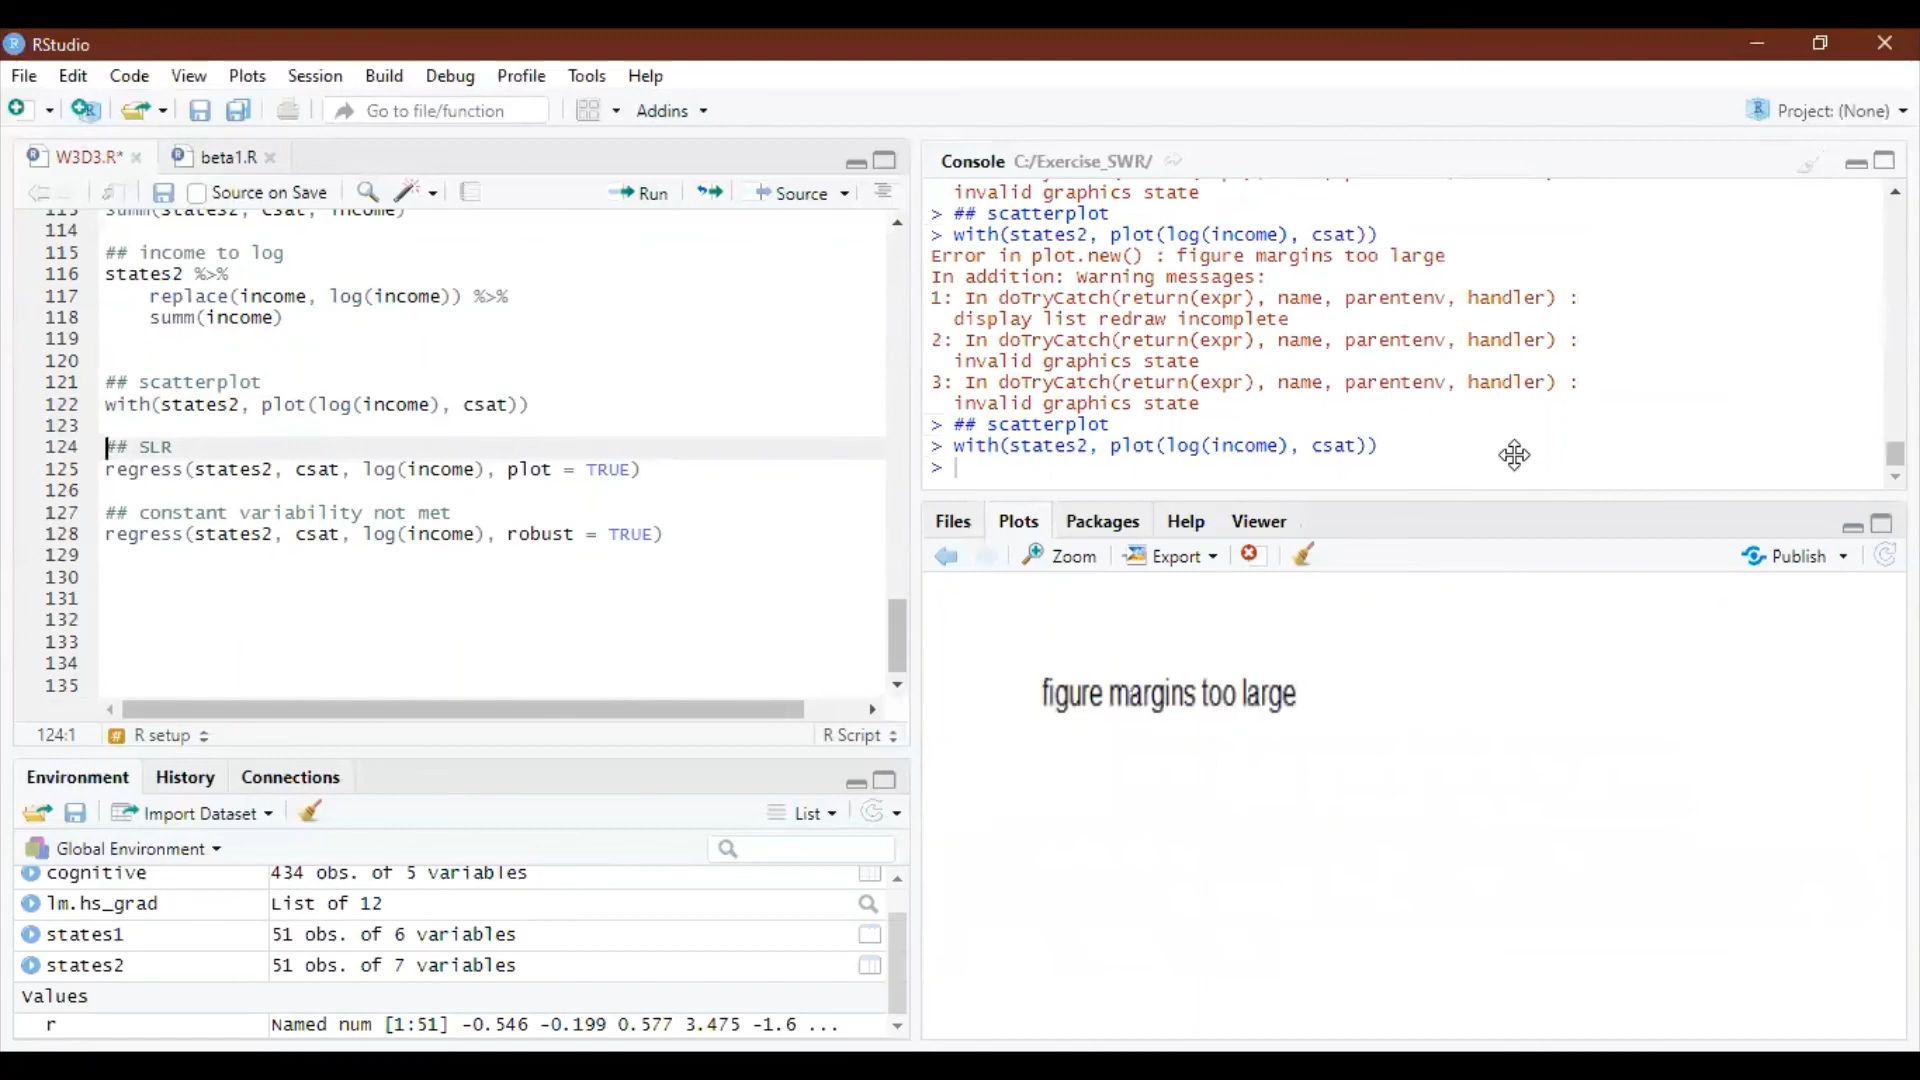 RStudio
File Edit Code View Plots Session Build Debug Profile Tools Help
Go to file/function Addins Project: (None)
W3D3.R* beta1.R
Source on Save Run Source
115 summ(states2, csat, income)
114
115 ## income to log
116 states2 %>%
117 replace(income, log(income)) %>%
118 summ(income)
119
120
121 ## scatterplot
122 with(states2, plot(log(income), csat))
123
124 ## SLR
125 regress(states2, csat, log(income), plot = TRUE)
126
127 ## constant variability not met
128 regress(states2, csat, log(income), robust = TRUE)
129
130
131
132
133
134
135
124:1 # R setup R Script
Environment History Connections
Import Dataset List
Global Environment
cognitive 434 obs. of 5 variables
lm.hs_grad List of 12
states1 51 obs. of 6 variables
states2 51 obs. of 7 variables
Values
r Named num [1:51] -0.546 -0.199 0.577 3.475 -1.6 ...
Console C:/Exercise_SWR/
invalid graphics state
> ## scatterplot
> with(states2, plot(log(income), csat))
Error in plot.new() : figure margins too large
In addition: Warning messages:
1: In doTryCatch(return(expr), name, parentenv, handler) :
display list redraw incomplete
2: In doTryCatch(return(expr), name, parentenv, handler) :
invalid graphics state
3: In doTryCatch(return(expr), name, parentenv, handler) :
invalid graphics state
> ## scatterplot
> with(states2, plot(log(income), csat))
>
Files Plots Packages Help Viewer
Zoom Export Publish
figure margins too large